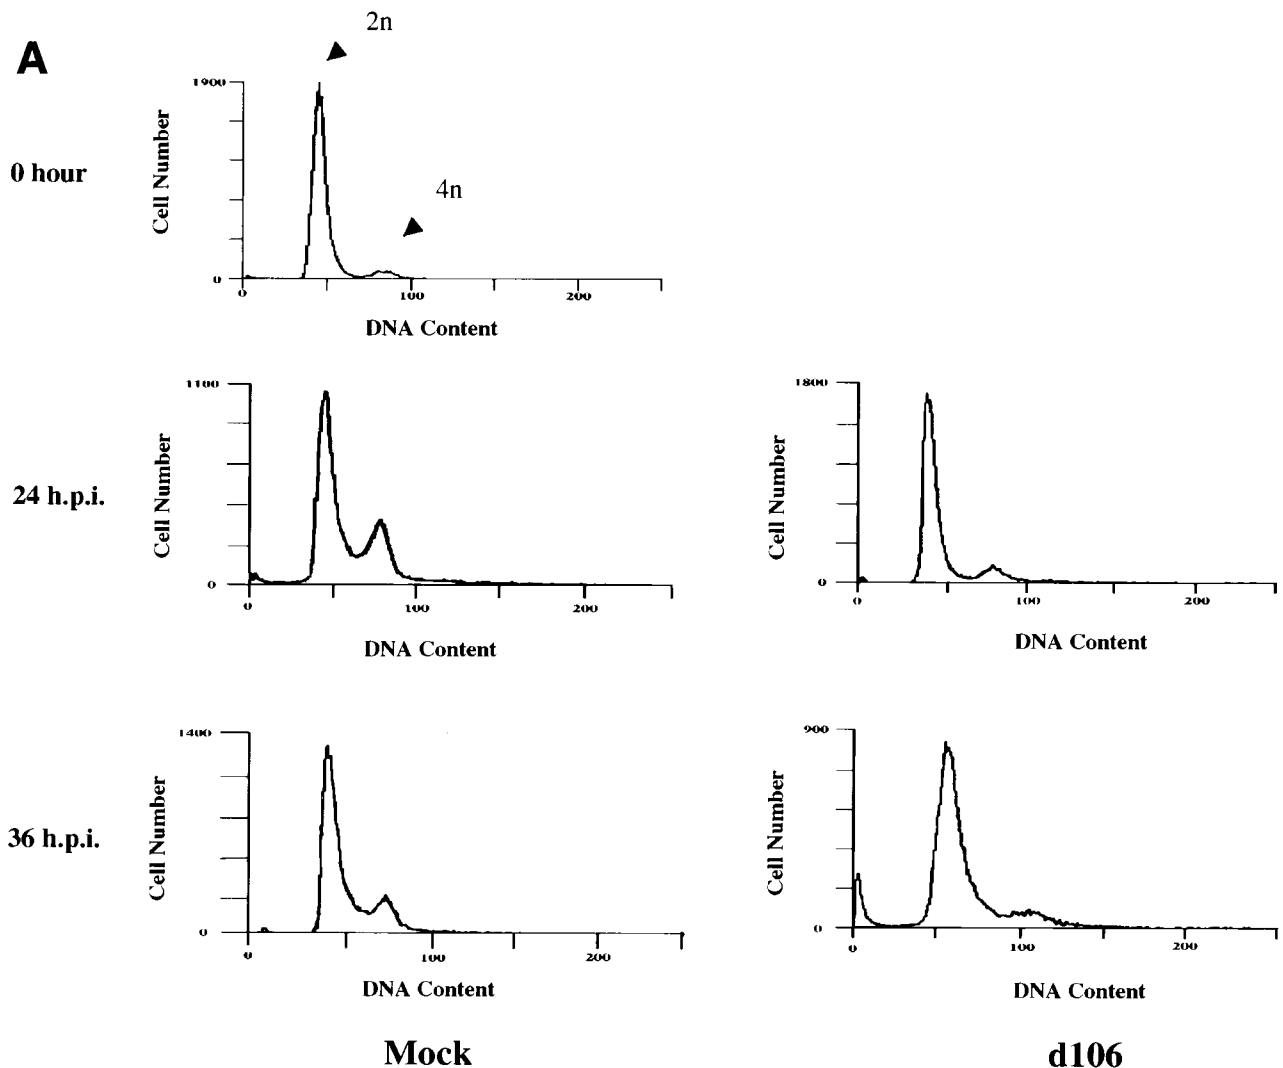 A
2n
4n
0 hour
Cell Number
1900
0
0 100 200
DNA Content
24 h.p.i.
Cell Number
1100
0
0 100 200
DNA Content
Cell Number
1800
0
0 100 200
DNA Content
36 h.p.i.
Cell Number
1400
0
0 100 200
DNA Content
Cell Number
900
0
0 100 200
DNA Content
Mock
d106